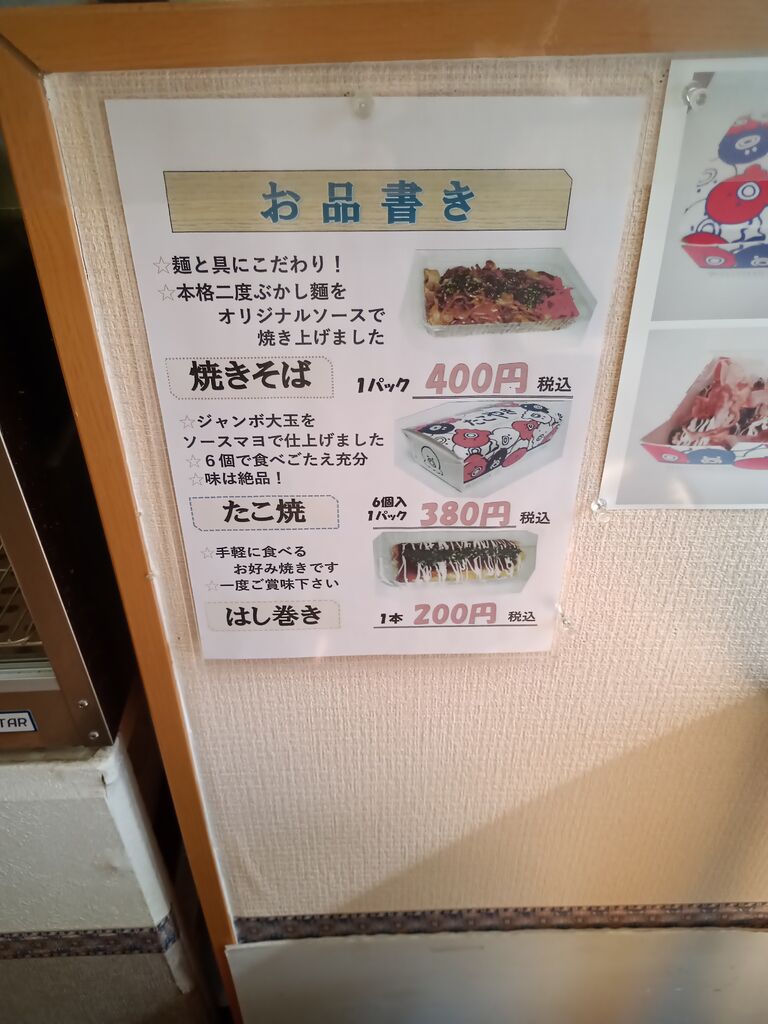 お品書き
☆麺と具にこだわり！
☆本格二度ぶかし麺を
オリジナルソースで
焼き上げました
焼きそば
1パック 400円 税込
☆ジャンボ大玉を
ソースマヨで仕上げました
☆６個で食べごたえ充分
☆味は絶品！
たこ焼
6個入
1パック 380円 税込
☆手軽に食べる
お好み焼きです
☆一度ご賞味下さい
はし巻き
1本 200円 税込
TAR